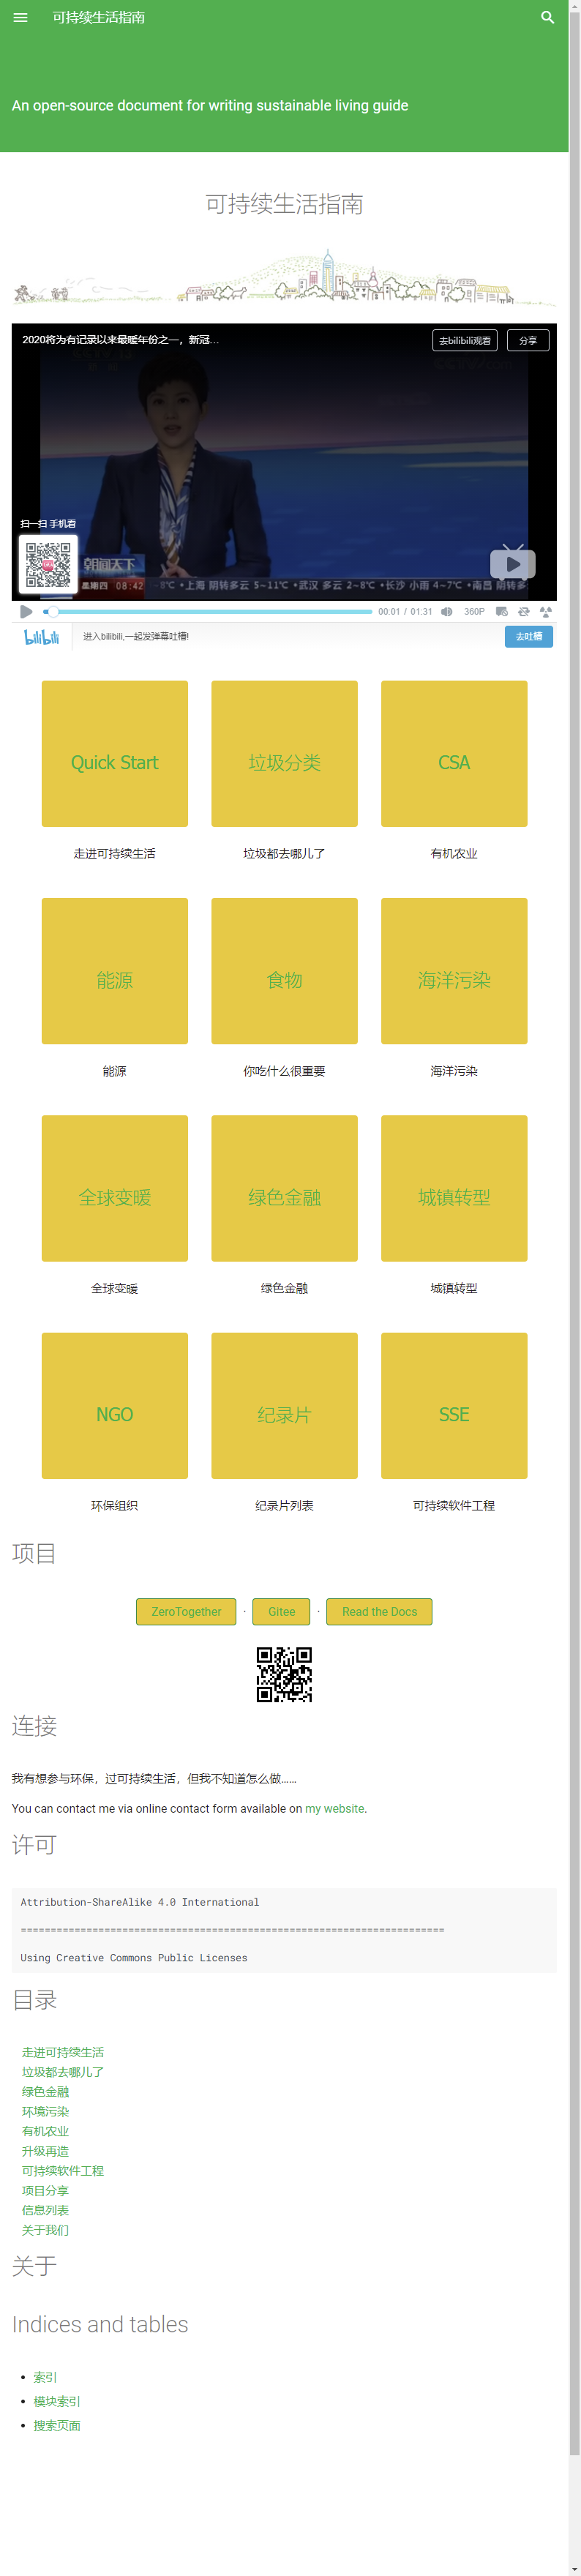 可持续生活指南
An open-source document for writing sustainable living guide
可持续生活指南
2020将为有记录以来最暖年份之一，新冠...
去bilibili观看
分享
扫一扫 手机看
朝闻天下
星期四 08:42 -8℃ •上海 阴转多云 5~11℃ •武汉 多云 2~8℃ •长沙 小雨 4~7℃ •南昌 阴转多
00:01 / 01:31 360P
bilibili
进入bilibili,一起发弹幕吐槽!
去吐槽
Quick Start 垃圾分类 CSA
走进可持续生活 垃圾都去哪儿了 有机农业
能源 食物 海洋污染
能源 你吃什么很重要 海洋污染
全球变暖 绿色金融 城镇转型
全球变暖 绿色金融 城镇转型
NGO 纪录片 SSE
环保组织 纪录片列表 可持续软件工程
项目
ZeroTogether · Gitee · Read the Docs
连接
我有想参与环保，过可持续生活，但我不知道怎么做......
You can contact me via online contact form available on my website.
许可
Attribution-ShareAlike 4.0 International
=======================================================================
Using Creative Commons Public Licenses
目录
走进可持续生活
垃圾都去哪儿了
绿色金融
环境污染
有机农业
升级再造
可持续软件工程
项目分享
信息列表
关于我们
关于
Indices and tables
• 索引
• 模块索引
• 搜索页面